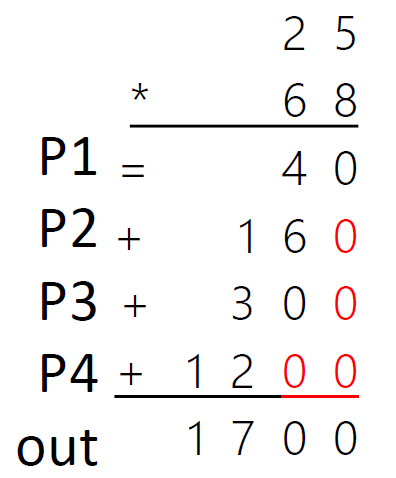 2 5
* 6 8
P1 = 4 0
P2 + 1 6 0
P3 + 3 0 0
P4 + 1 2 0 0
out 1 7 0 0